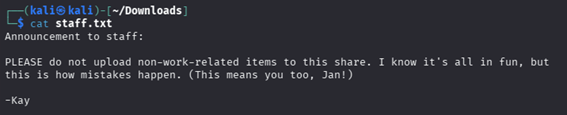 ┌──(kali㉿kali)-[~/Downloads]
└─$ cat staff.txt
Announcement to staff:

PLEASE do not upload non-work-related items to this share. I know it's all in fun, but
this is how mistakes happen. (This means you too, Jan!)

-Kay